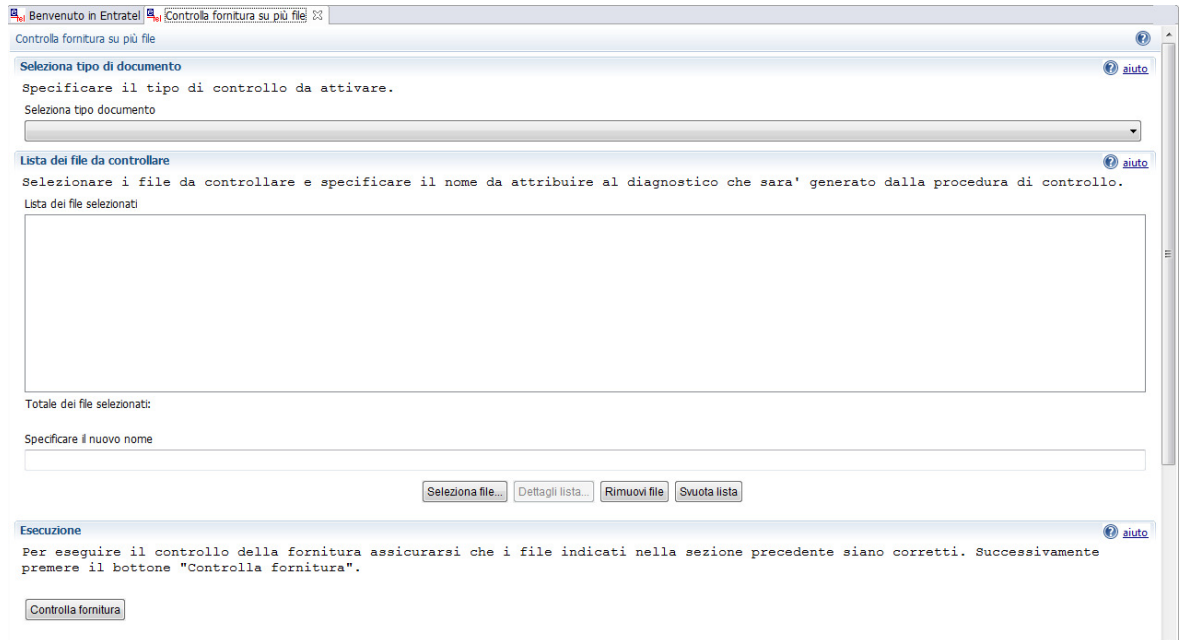 Benvenuto in Entratel Controlla fornitura su più file
Controlla fornitura su più file
Seleziona tipo di documento aiuto
Specificare il tipo di controllo da attivare.
Seleziona tipo documento
Lista dei file da controllare aiuto
Selezionare i file da controllare e specificare il nome da attribuire al diagnostico che sara' generato dalla procedura di controllo.
Lista dei file selezionati
Totale dei file selezionati:
Specificare il nuovo nome
Seleziona file... Dettagli lista... Rimuovi file Svuota lista
Esecuzione aiuto
Per eseguire il controllo della fornitura assicurarsi che i file indicati nella sezione precedente siano corretti. Successivamente
premere il bottone "Controlla fornitura".
Controlla fornitura